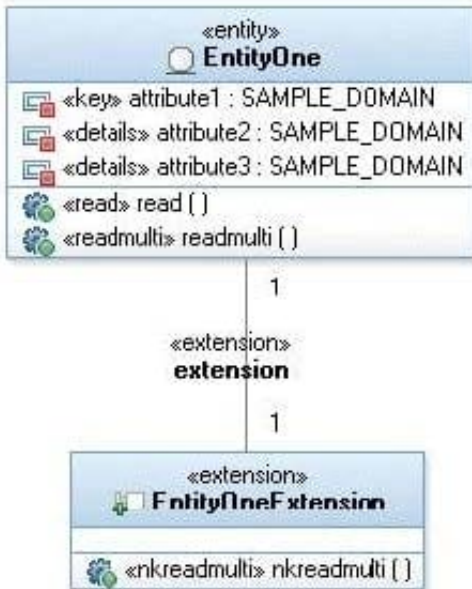 «entity»
EntityOne
«key» attribute1 : SAMPLE_DOMAIN
«details» attribute2 : SAMPLE_DOMAIN
«details» attribute3 : SAMPLE_DOMAIN
«read» read ( )
«readmulti» readmulti ( )
1
«extension»
extension
1
«extension»
EntityOneExtension
«nkreadmulti» nkreadmulti ( )